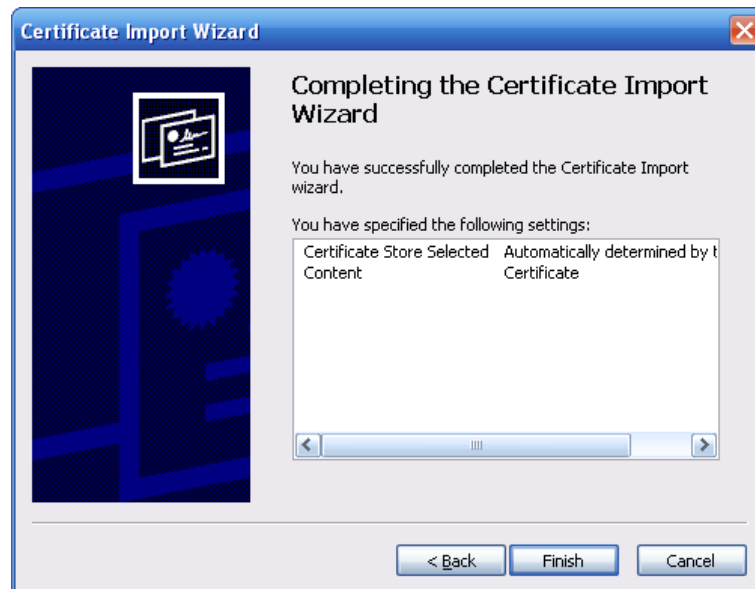 Certificate Import Wizard
Completing the Certificate Import
Wizard
You have successfully completed the Certificate Import
wizard.
You have specified the following settings:
Certificate Store Selected Automatically determined by t
Content Certificate
< Back Finish Cancel